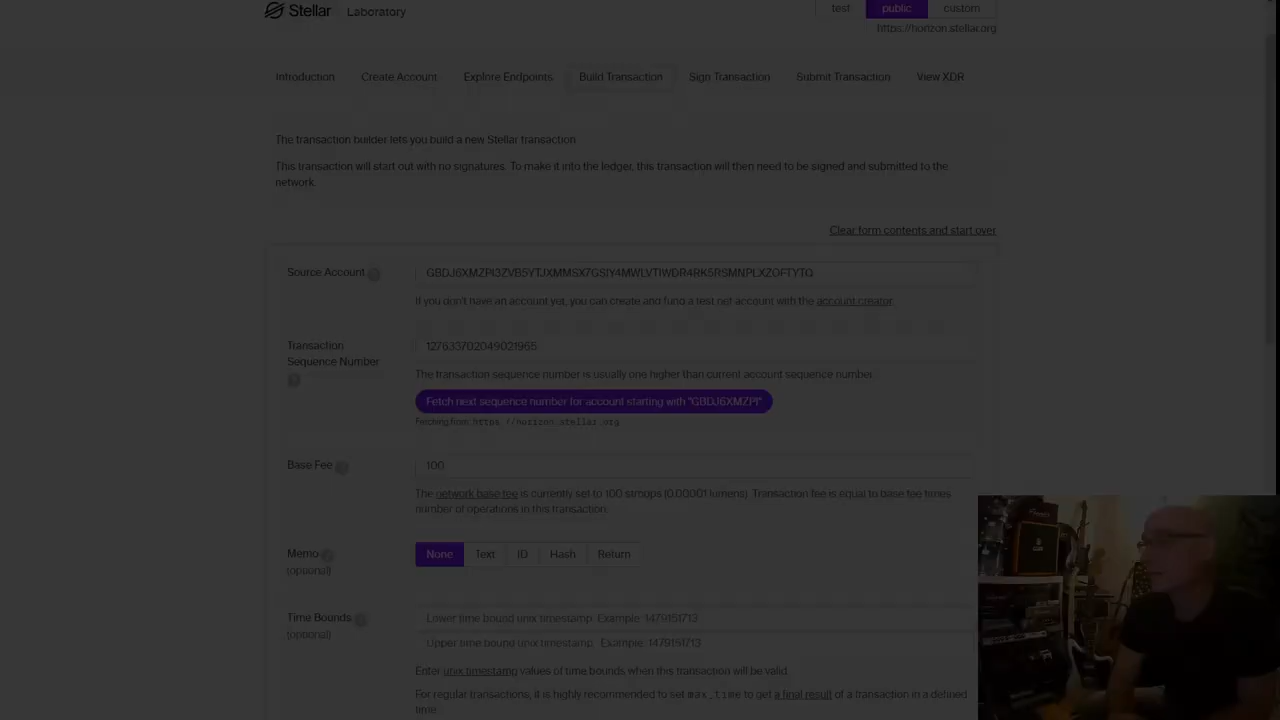 Stellar Laboratory
test public custom
https://horizon.stellar.org
Introduction Create Account Explore Endpoints Build Transaction Sign Transaction Submit Transaction View XDR
The transaction builder lets you build a new Stellar transaction
This transaction will start out with no signatures. To make it into the ledger, this transaction will then need to be signed and submitted to the
network.
Clear form contents and start over
Source Account
If you don't have an account yet, you can create and fund a test net account with the account creator.
Transaction
Sequence Number
127633702049021955
The transaction sequence number is usually one higher than current account sequence number.
Fetch next sequence number for account starting with "GBDJ6XMZPI"
Fetching from: https://horizon.stellar.org
Base Fee
100
The network base fee is currently set to 100 stroops (0.00001 lumens). Transaction fee is equal to base fee times
number of operations in this transaction.
Memo
(optional)
None Text ID Hash Return
Time Bounds
(optional)
Lower time bound unix timestamp. Example: 1479151713
Upper time bound unix timestamp. Example: 1479151713
Enter unix timestamp values of time bounds when this transaction will be valid.
For regular transactions, it is highly recommended to set max_time to get a final result of a transaction in a defined
time.